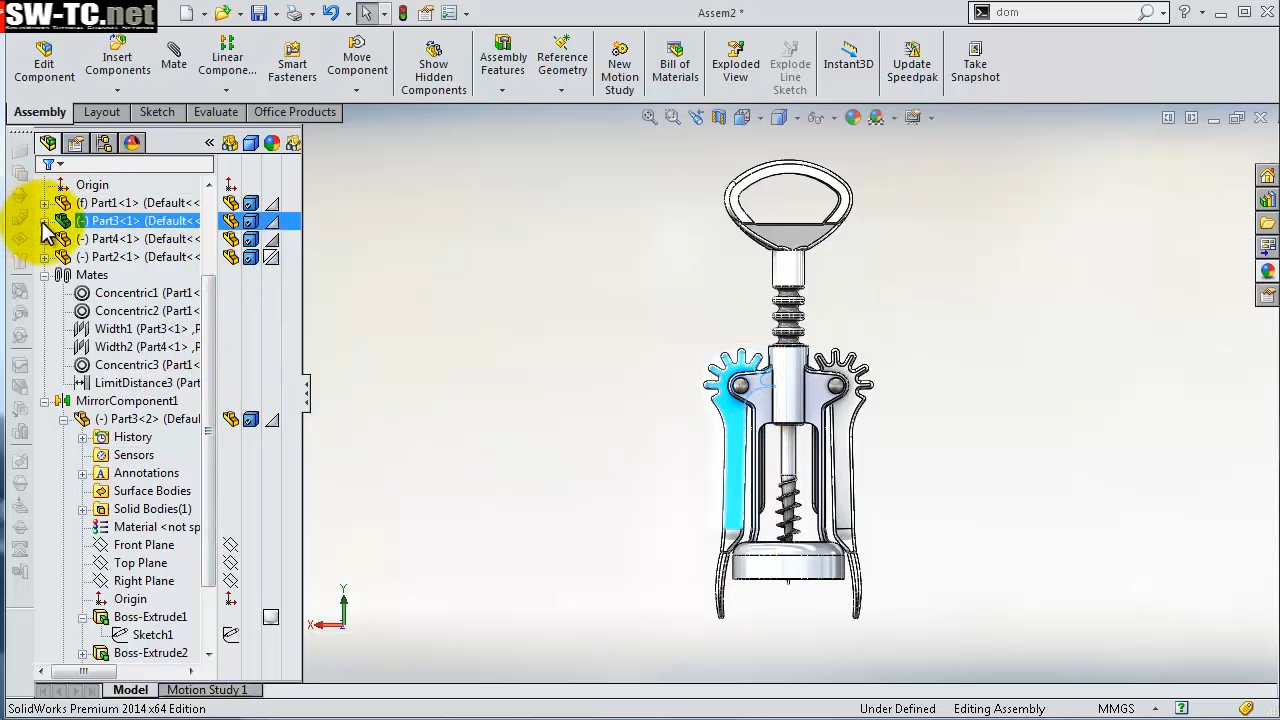 SW-TC.net
SolidWorks Tutorial Channel Network
Assem2 *
dom
Edit Component
Insert Components
Mate
Linear Compone...
Smart Fasteners
Move Component
Show Hidden Components
Assembly Features
Reference Geometry
New Motion Study
Bill of Materials
Exploded View
Explode Line Sketch
Instant3D
Update Speedpak
Take Snapshot
Assembly
Layout
Sketch
Evaluate
Office Products
Origin
(f) Part1<1> (Default<<
(-) Part3<1> (Default<<
(-) Part4<1> (Default<<
(-) Part2<1> (Default<<
Mates
Concentric1 (Part1<
Concentric2 (Part1<
Width1 (Part3<1> ,P
Width2 (Part4<1> ,P
Concentric3 (Part1<
LimitDistance3 (Part
MirrorComponent1
(-) Part3<2> (Defau
History
Sensors
Annotations
Surface Bodies
Solid Bodies(1)
Material <not sp
Front Plane
Top Plane
Right Plane
Origin
Boss-Extrude1
Sketch1
Boss-Extrude2
Y
X
Model
Motion Study 1
SolidWorks Premium 2014 x64 Edition
Under Defined
Editing Assembly
MMGS